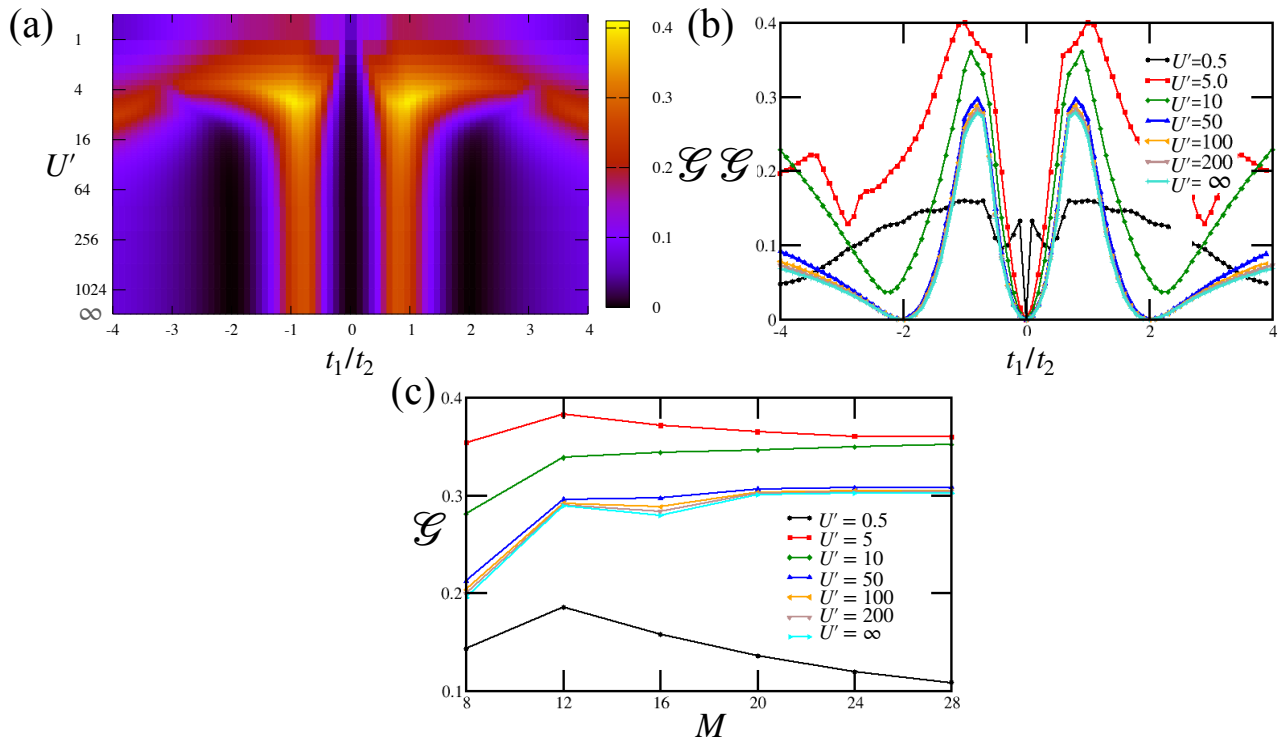 (a)
U′
1
4
16
64
256
1024
∞
-4 -3 -2 -1 0 1 2 3 4
t₁/t₂
0.4
0.3
0.2
0.1
0
𝒢
(b)
𝒢
0.4
0.3
0.2
0.1
0
-4 -2 0 2 4
t₁/t₂
U′=0.5
U′=5.0
U′=10
U′=50
U′=100
U′=200
U′=∞
(c)
𝒢
0.4
0.3
0.2
0.1
8 12 16 20 24 28
M
U′ = 0.5
U′ = 5
U′ = 10
U′ = 50
U′ = 100
U′ = 200
U′ = ∞